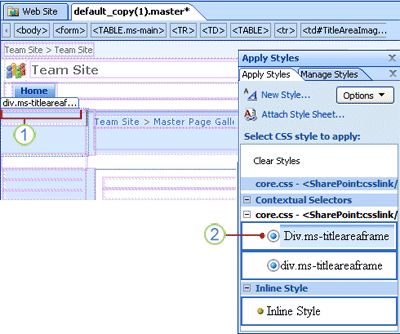 Web Site default_copy(1).master*
<body> <form> <TABLE.ms-main> <TR> <TD> <TABLE> <tr> <td#TitleAreaImag...
Team Site > Team Site
Team Site
Home
div.ms-titleareaf...
1
Team Site > Master Page Galle
Apply Styles
Apply Styles Manage Styles
New Style... Options
Attach Style Sheet...
Select CSS style to apply:
Clear Styles
core.css - <SharePoint:csslink/
Contextual Selectors
core.css - <SharePoint:csslink/
2 Div.ms-titleareaframe
div.ms-titleareaframe
Inline Style
Inline Style